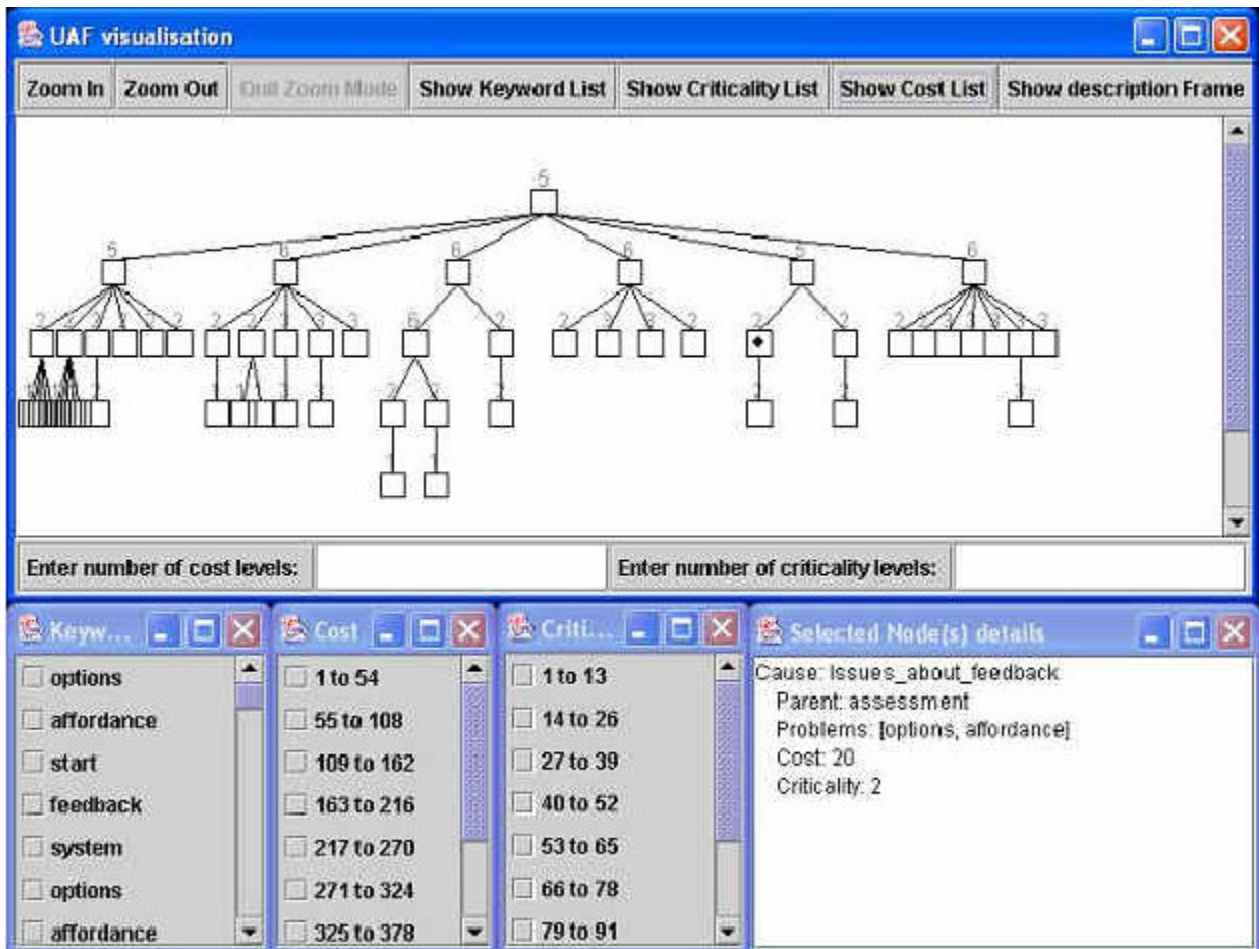 UAF visualisation
Zoom In Zoom Out Quit Zoom Mode Show Keyword List Show Criticality List Show Cost List Show description Frame
5
5 6 6 6 5 6
Enter number of cost levels: Enter number of criticality levels:
Keyw... Cost Criti... Selected Node(s) details
options
affordance
start
feedback
system
options
affordance
1 to 54
55 to 108
109 to 162
163 to 216
217 to 270
271 to 324
325 to 378
1 to 13
14 to 26
27 to 39
40 to 52
53 to 65
66 to 78
79 to 91
Cause: Issues_about_feedback
Parent: assessment
Problems: [options, affordance]
Cost: 20
Criticality: 2